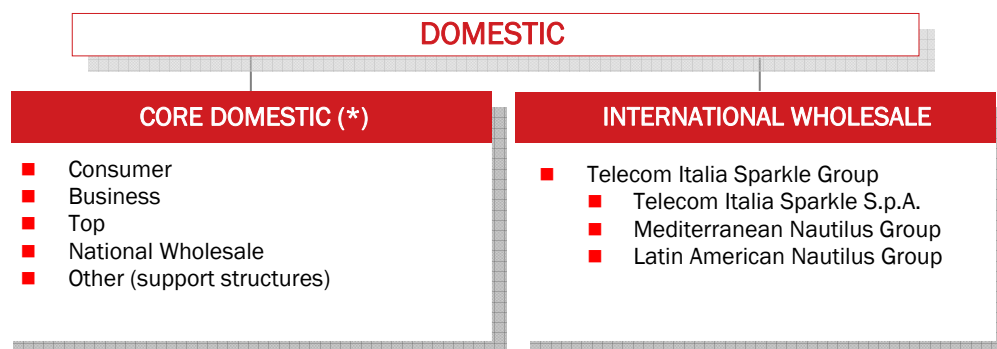 DOMESTIC
CORE DOMESTIC (*)
Consumer
Business
Top
National Wholesale
Other (support structures)
INTERNATIONAL WHOLESALE
Telecom Italia Sparkle Group
Telecom Italia Sparkle S.p.A.
Mediterranean Nautilus Group
Latin American Nautilus Group